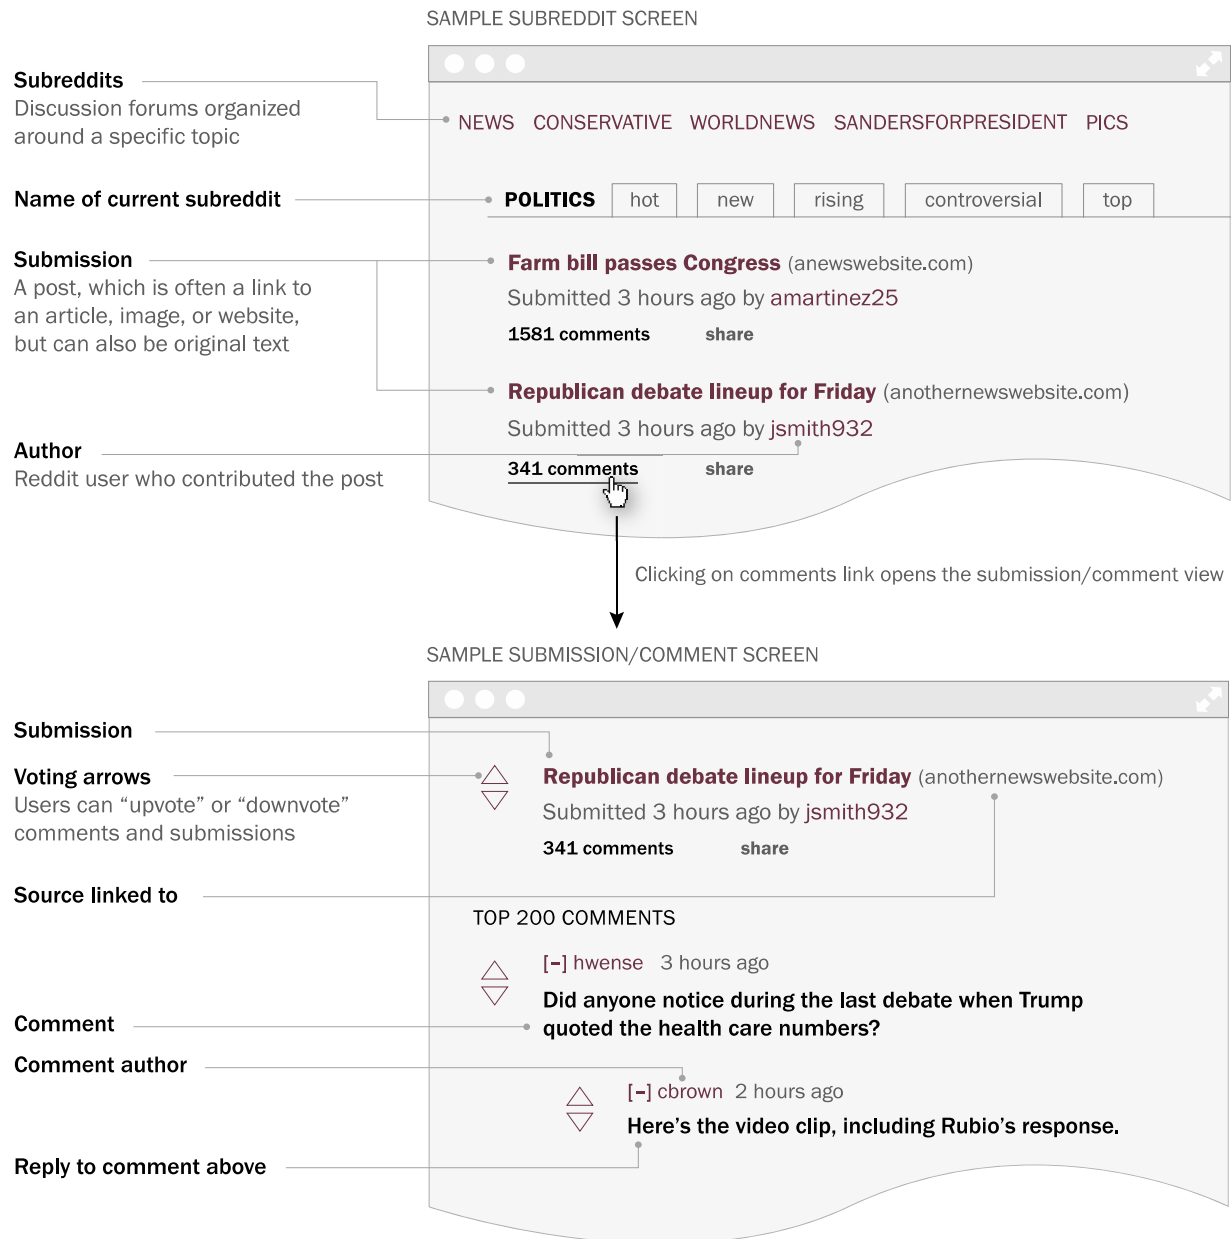 SAMPLE SUBREDDIT SCREEN
Subreddits
Discussion forums organized
around a specific topic
NEWS CONSERVATIVE WORLDNEWS SANDERSFORPRESIDENT PICS
Name of current subreddit
POLITICS hot new rising controversial top
Submission
A post, which is often a link to
an article, image, or website,
but can also be original text
Farm bill passes Congress (anewswebsite.com)
Submitted 3 hours ago by amartinez25
1581 comments share
Republican debate lineup for Friday (anothernewswebsite.com)
Submitted 3 hours ago by jsmith932
341 comments share
Author
Reddit user who contributed the post
Clicking on comments link opens the submission/comment view
SAMPLE SUBMISSION/COMMENT SCREEN
Submission
Voting arrows
Users can “upvote” or “downvote”
comments and submissions
Republican debate lineup for Friday (anothernewswebsite.com)
Submitted 3 hours ago by jsmith932
341 comments share
Source linked to
TOP 200 COMMENTS
[–] hwense 3 hours ago
Did anyone notice during the last debate when Trump
quoted the health care numbers?
Comment
Comment author
[–] cbrown 2 hours ago
Here’s the video clip, including Rubio’s response.
Reply to comment above